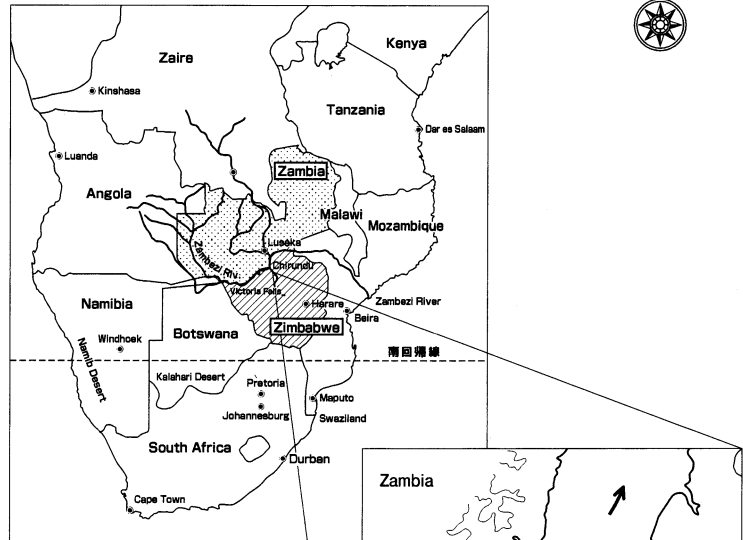 Kenya
Zaire
Kinshasa
Tanzania
Dar es Salaam
Luanda
Zambia
Angola
Malawi
Mozambique
Lusaka
Zambezi Riv.
Chirundu
Victoria Falls
Zambezi River
Namibia
Harare
Beira
Botswana
Zimbabwe
Windhoek
南回帰線
Namib Desert
Kalahari Desert
Pretoria
Johannesburg
Maputo
Swaziland
South Africa
Durban
Zambia
Cape Town